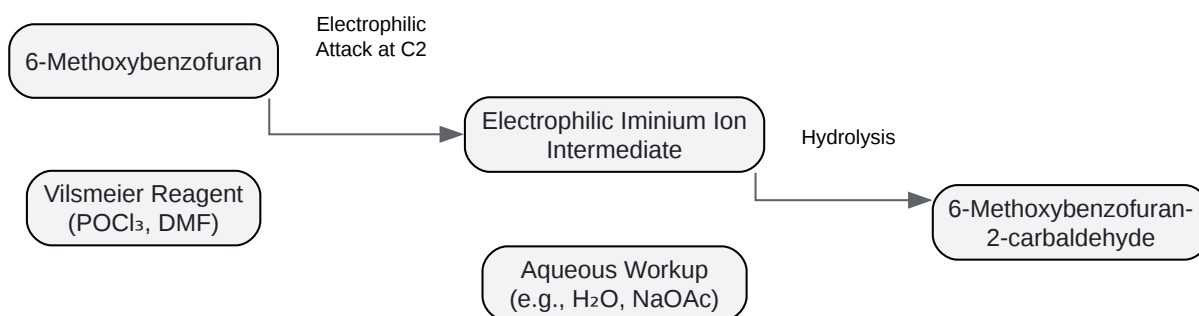 Electrophilic
Attack at C2
6-Methoxybenzofuran
Electrophilic Iminium Ion
Intermediate
Hydrolysis
Vilsmeier Reagent
(POCl₃, DMF)
6-Methoxybenzofuran-
2-carbaldehyde
Aqueous Workup
(e.g., H₂O, NaOAc)